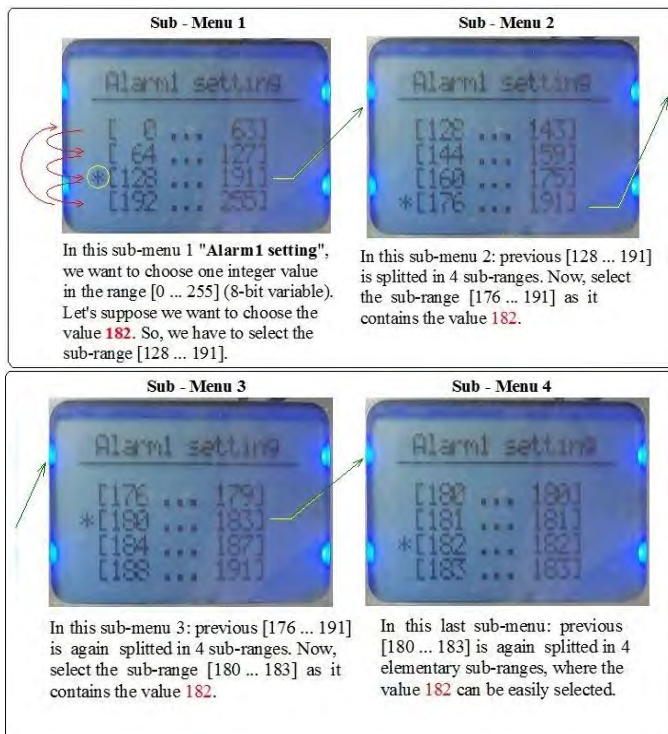 Sub - Menu 1
Alarm1 setting
[  0 ...  63]
[ 64 ... 127]
*[128 ... 191]
[192 ... 255]
In this sub-menu 1 "Alarm1 setting",
we want to choose one integer value
in the range [0 ... 255] (8-bit variable).
Let's suppose we want to choose the
value 182. So, we have to select the
sub-range [128 ... 191].
Sub - Menu 2
Alarm1 setting
[128 ... 143]
[144 ... 159]
[160 ... 175]
*[176 ... 191]
In this sub-menu 2: previous [128 ... 191]
is splitted in 4 sub-ranges. Now, select
the sub-range [176 ... 191] as it
contains the value 182.
Sub - Menu 3
Alarm1 setting
[176 ... 179]
*[180 ... 183]
[184 ... 187]
[188 ... 191]
In this sub-menu 3: previous [176 ... 191]
is again splitted in 4 sub-ranges. Now,
select the sub-range [180 ... 183] as it
contains the value 182.
Sub - Menu 4
Alarm1 setting
[180 ... 180]
[181 ... 181]
*[182 ... 182]
[183 ... 183]
In this last sub-menu: previous
[180 ... 183] is again splitted in 4
elementary sub-ranges, where the
value 182 can be easily selected.